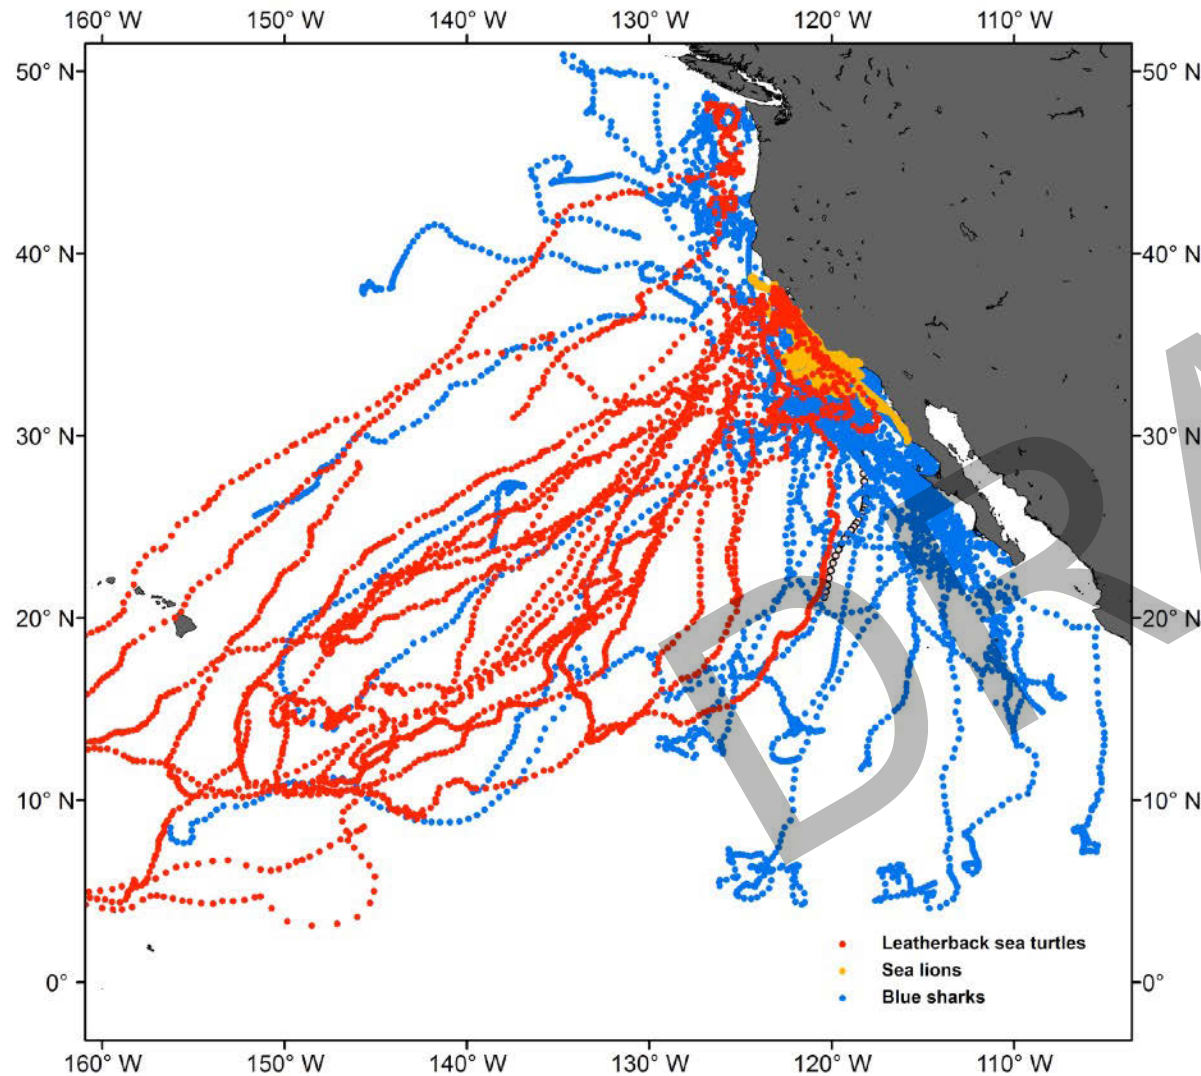 160° W 150° W 140° W 130° W 120° W 110° W
50° N 50° N
40° N 40° N
30° N 30° N
20° N 20° N
10° N 10° N
Leatherback sea turtles
Sea lions
0° 0°
Blue sharks
160° W 150° W 140° W 130° W 120° W 110° W